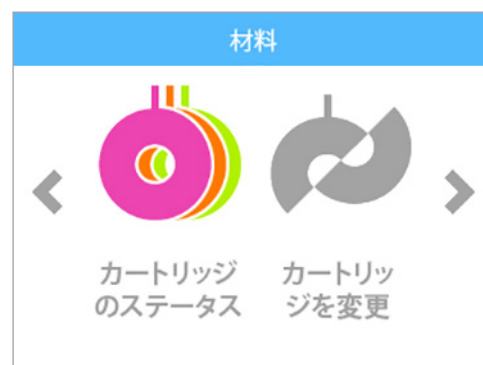 材料
カートリッジ
のステータス
カートリッ
ジを変更